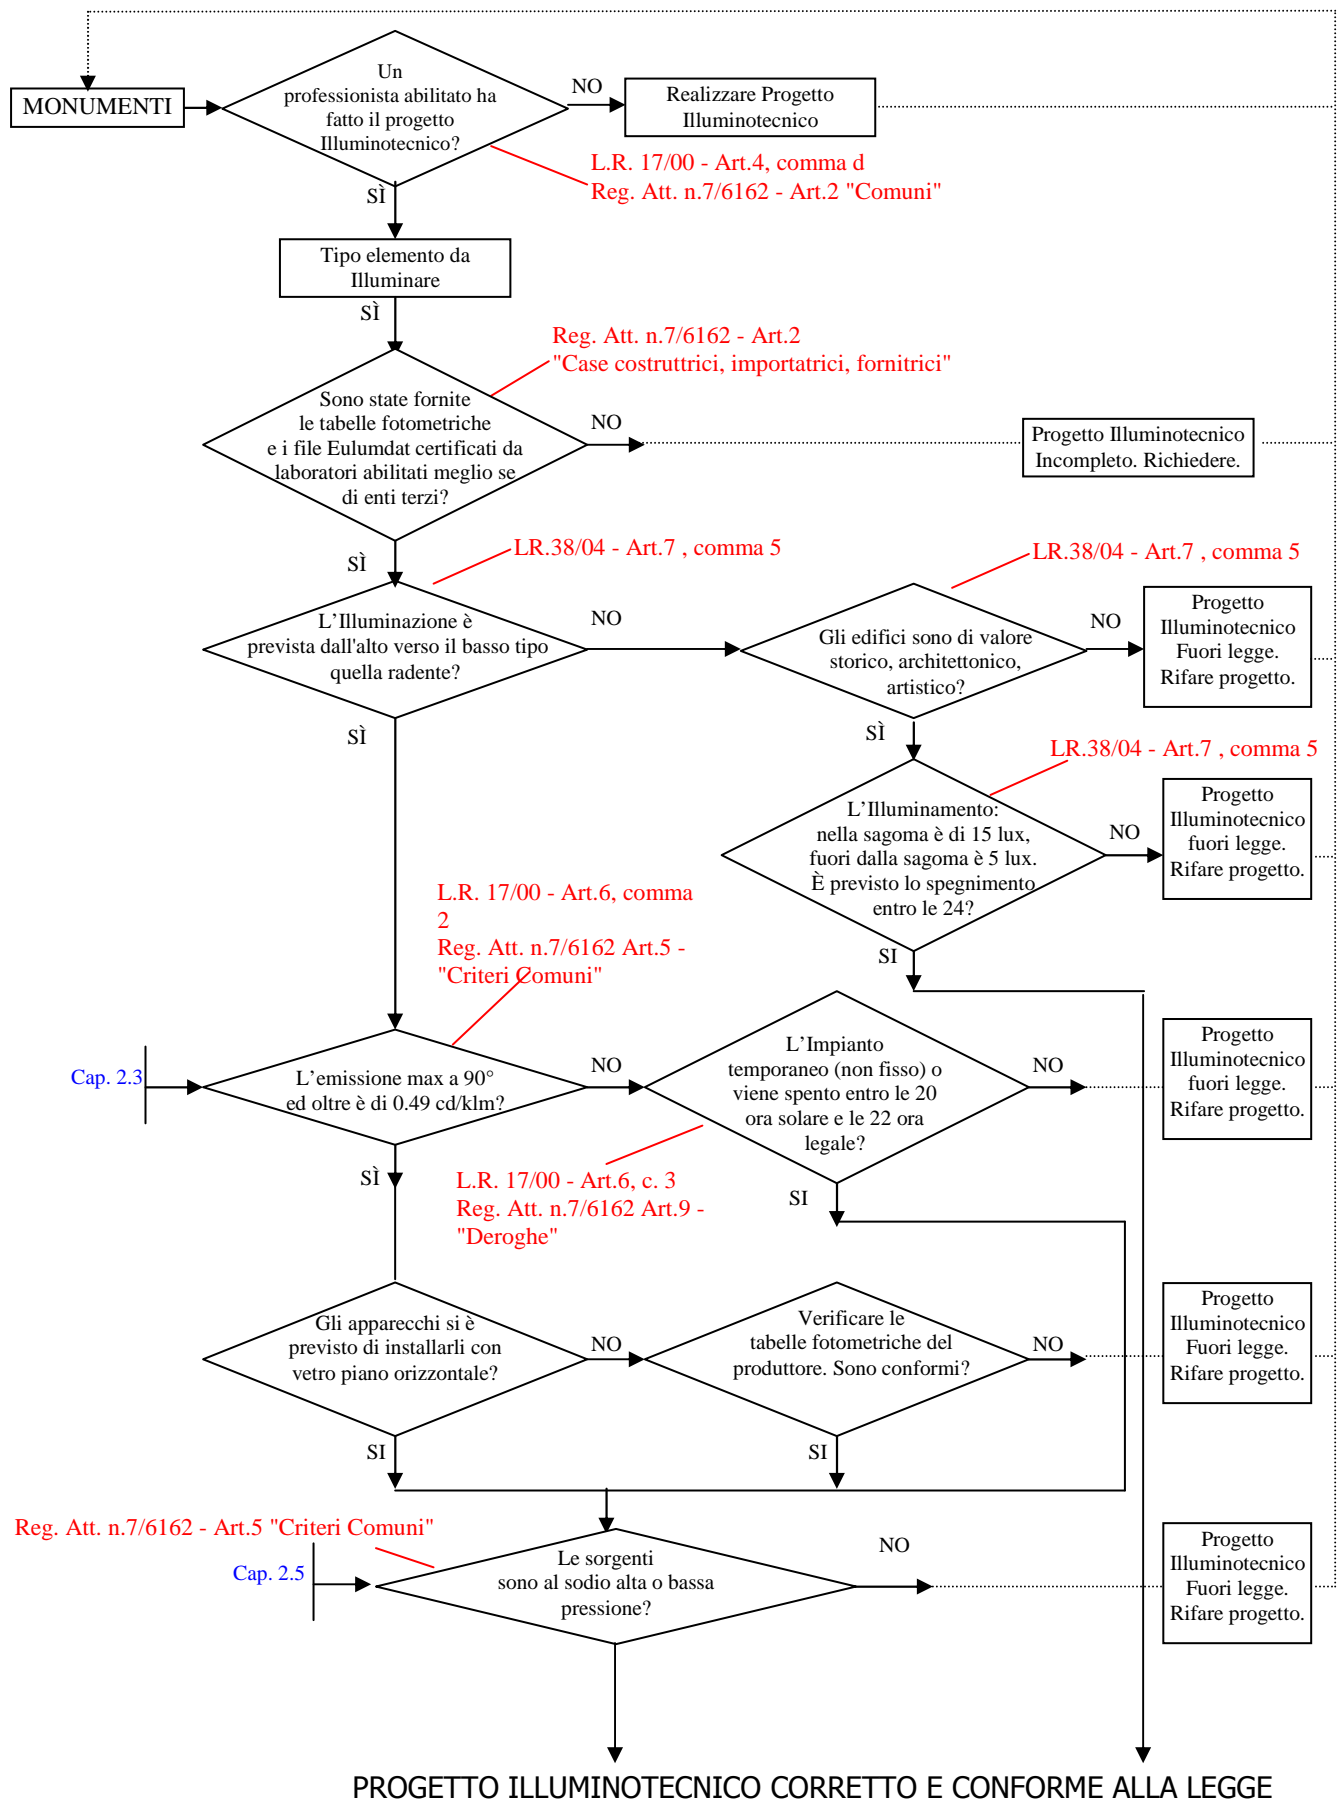 MONUMENTI
Un
professionista abilitato ha
fatto il progetto
Illuminotecnico?
NO
Realizzare Progetto
Illuminotecnico
L.R. 17/00 - Art.4, comma d
Reg. Att. n.7/6162 - Art.2 "Comuni"
SÌ
Tipo elemento da
Illuminare
SÌ
Reg. Att. n.7/6162 - Art.2
"Case costruttrici, importatrici, fornitrici"
Sono state fornite
le tabelle fotometriche
e i file Eulumdat certificati da
laboratori abilitati meglio se
di enti terzi?
NO
Progetto Illuminotecnico
Incompleto. Richiedere.
SÌ
LR.38/04 - Art.7 , comma 5
LR.38/04 - Art.7 , comma 5
L'Illuminazione è
prevista dall'alto verso il basso tipo
quella radente?
NO
Gli edifici sono di valore
storico, architettonico,
artistico?
NO
Progetto
Illuminotecnico
Fuori legge.
Rifare progetto.
SÌ
SÌ
LR.38/04 - Art.7 , comma 5
L'Illuminamento:
nella sagoma è di 15 lux,
fuori dalla sagoma è 5 lux.
È previsto lo spegnimento
entro le 24?
NO
Progetto
Illuminotecnico
fuori legge.
Rifare progetto.
SI
L.R. 17/00 - Art.6, comma
2
Reg. Att. n.7/6162 Art.5 -
"Criteri Comuni"
Cap. 2.3
L'emissione max a 90°
ed oltre è di 0.49 cd/klm?
NO
L'Impianto
temporaneo (non fisso) o
viene spento entro le 20
ora solare e le 22 ora
legale?
NO
Progetto
Illuminotecnico
fuori legge.
Rifare progetto.
SÌ
L.R. 17/00 - Art.6, c. 3
Reg. Att. n.7/6162 Art.9 -
"Deroghe"
SI
Gli apparecchi si è
previsto di installarli con
vetro piano orizzontale?
NO
Verificare le
tabelle fotometriche del
produttore. Sono conformi?
NO
Progetto
Illuminotecnico
Fuori legge.
Rifare progetto.
SI
SI
Reg. Att. n.7/6162 - Art.5 "Criteri Comuni"
Cap. 2.5
Le sorgenti
sono al sodio alta o bassa
pressione?
NO
Progetto
Illuminotecnico
Fuori legge.
Rifare progetto.
PROGETTO ILLUMINOTECNICO CORRETTO E CONFORME ALLA LEGGE